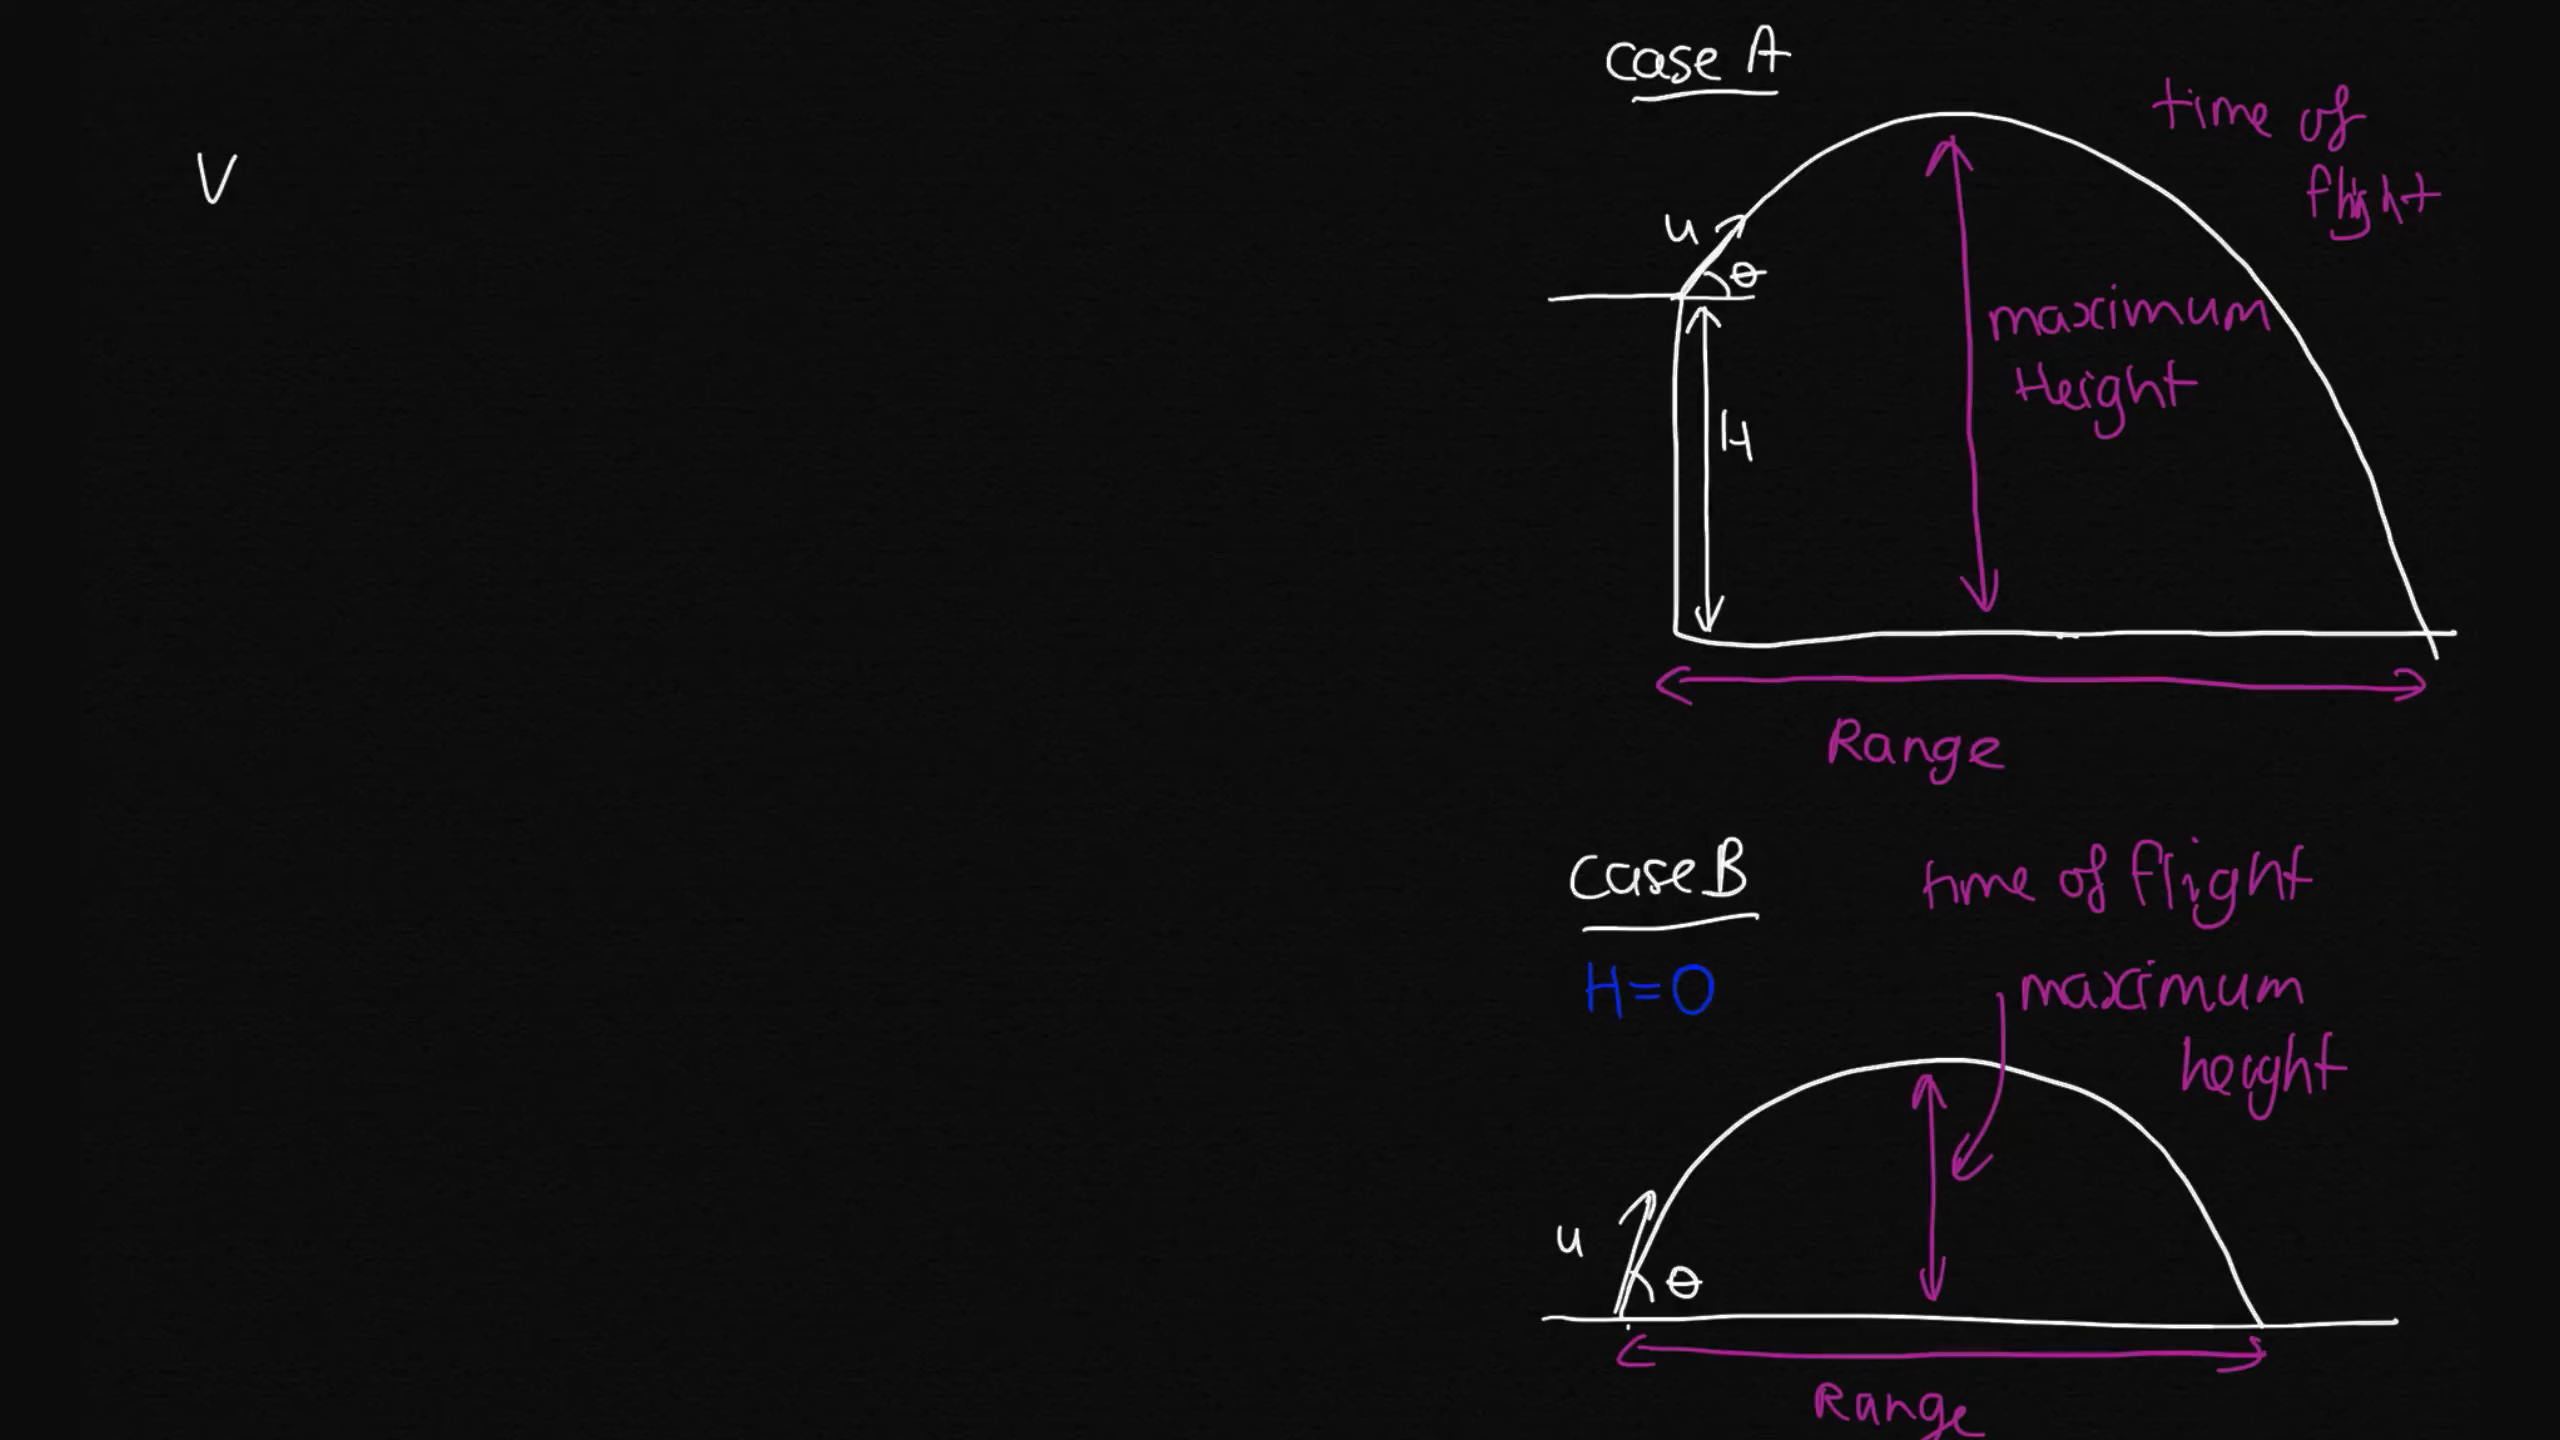 V
case A
time of
flight
u
θ
maximum
Height
H
Range
case B
time of flight
H=0
maximum
height
u
θ
Range